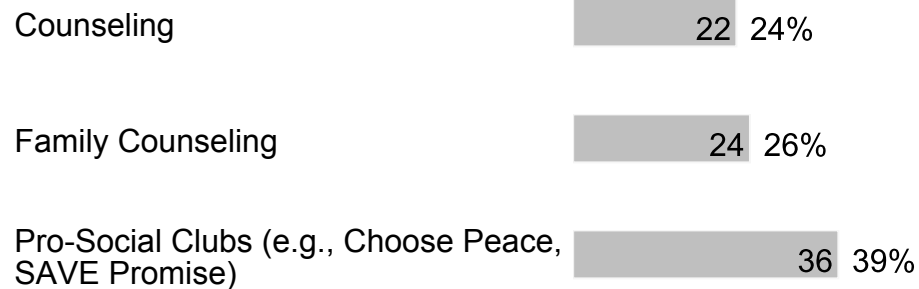 Counseling 22 24%
Family Counseling 24 26%
Pro-Social Clubs (e.g., Choose Peace,
SAVE Promise) 36 39%